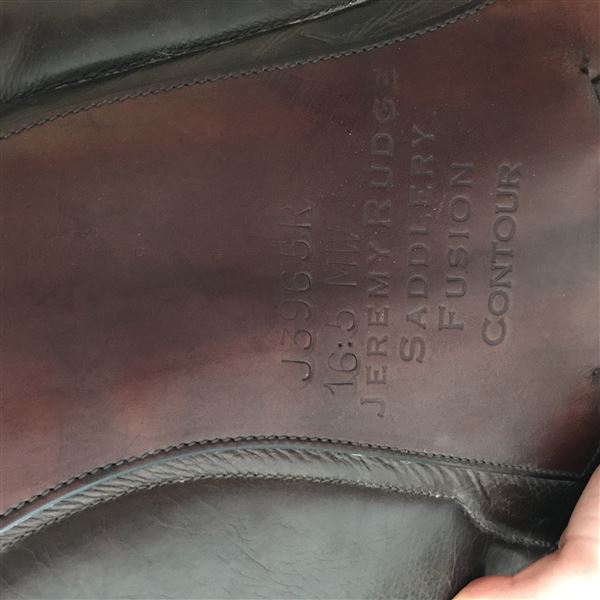 J3965R
16:5 MW
JEREMY RUDGE
SADDLERY
FUSION
CONTOUR